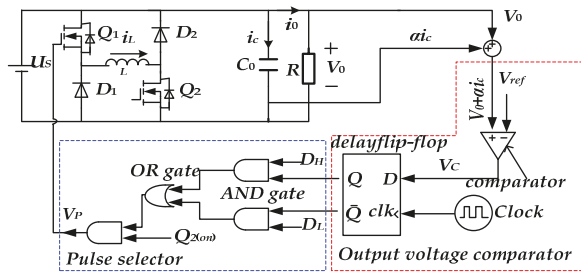 Q1
D2
iL
L
uS
D1
Q2
ic
C0
i0
R
+
V0
−
αic
V0
V0+αic
Vref
+ −
comparator
delayflip-flop
VC
Q D
Q̄ clk
Clock
Output voltage comparator
DH
OR gate
AND gate
DL
VP
Q2(on)
Pulse selector